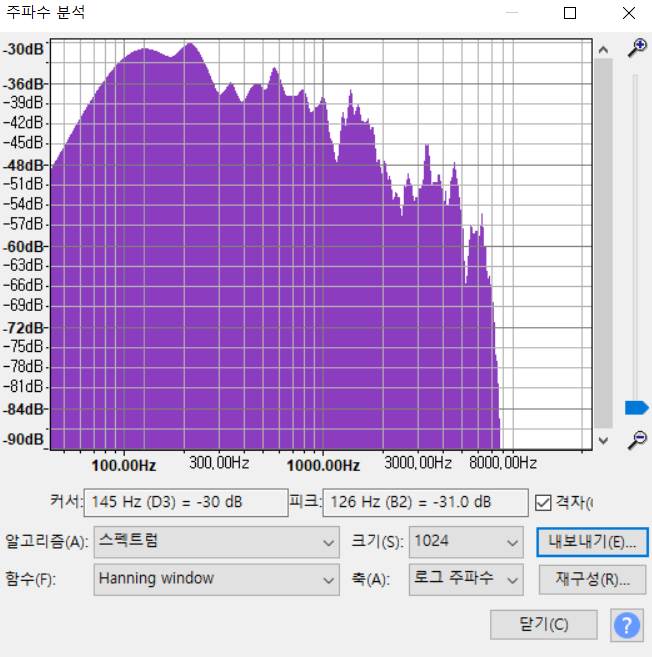 주파수 분석
-30dB
-36dB
-39dB
-42dB
-45dB
-48dB
-51dB
-54dB
-57dB
-60dB
-63dB
-66dB
-69dB
-72dB
-75dB
-78dB
-81dB
-84dB
-90dB
100.00Hz 300.00Hz 1000.00Hz 3000.00Hz 8000.00Hz
커서: 145 Hz (D3) = -30 dB 피크: 126 Hz (B2) = -31.0 dB 격자(
알고리즘(A): 스펙트럼 크기(S): 1024 내보내기(E)...
함수(F): Hanning window 축(A): 로그 주파수 재구성(R)...
닫기(C) ?